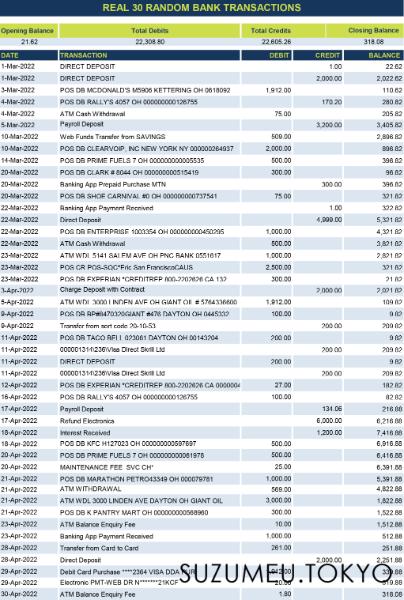 REAL 30 RANDOM BANK TRANSACTIONS
Opening Balance Total Debits Total Credits Closing Balance
21.62 22,308.80 22,605.26 318.08
DATE TRANSACTION DEBIT CREDIT BALANCE
1-Mar-2022 DIRECT DEPOSIT 1.00 22.62
1-Mar-2022 DIRECT DEPOSIT 2,000.00 2,022.62
3-Mar-2022 POS DB MCDONALD'S M5906 KETTERING OH 0618092 1,912.00 110.62
4-Mar-2022 POS DB RALLY'S 4057 OH 000000000126755 170.20 280.82
4-Mar-2022 ATM Cash Withdrawal 75.00 205.82
5-Mar-2022 Payroll Deposit 3,200.00 3,405.82
10-Mar-2022 Web Funds Transfer from SAVINGS 509.00 2,896.82
10-Mar-2022 POS DB CLEARVOIP, INC NEW YORK NY 000000264937 2,000.00 896.82
14-Mar-2022 POS DB PRIME FUELS 7 OH 000000000005535 500.00 396.82
20-Mar-2022 POS DB CLARK # 8044 OH 000000000515419 300.00 96.82
20-Mar-2022 Banking App Prepaid Purchase MTN 300.00 396.82
20-Mar-2022 POS DB SHOE CARNIVAL #0 OH 000000000737541 75.00 321.82
22-Mar-2022 Banking App Payment Received 1.00 322.82
22-Mar-2022 Direct Deposit 4,999.00 5,321.82
22-Mar-2022 POS DB ENTERPRISE 1003354 OH 000000000450295 1,000.00 4,321.82
22-Mar-2022 ATM Cash Withdrawal 500.00 3,821.82
23-Mar-2022 ATM WDL 5141 SALEM AVE OH PNC BANK 0551617 1,000.00 2,821.82
23-Mar-2022 POS CR POS-SQC*Eric San FranciscoCAUS 2,500.00 321.82
23-Mar-2022 POS DB EXPERIAN *CREDITREP 800-2202626 CA 132 300.00 21.82
3-Apr-2022 Charge Deposit with Contract 2,000.00 2,021.82
5-Apr-2022 ATM WDL 3000 LINDEN AVE OH GIANT OIL # 5764336600 1,912.00 109.82
9-Apr-2022 POS DB BP#8470320GIANT #476 DAYTON OH 0445332 100.00 9.82
9-Apr-2022 Transfer from sort code 20-10-53 200.00 209.82
11-Apr-2022 POS DB TACO BELL 023061 DAYTON OH 00143204 200.00 9.82
11-Apr-2022 Visa Direct Skrill Ltd 200.00 209.82
11-Apr-2022 DIRECT DEPOSIT 200.00 9.82
11-Apr-2022 Visa Direct Skrill Ltd 200.00 209.82
12-Apr-2022 POS DB EXPERIAN *CREDITREP 800-2202626 CA 0000004 27.00 182.82
16-Apr-2022 POS DB RALLY'S 4057 OH 000000000126755 100.00 82.82
17-Apr-2022 Payroll Deposit 134.06 216.88
17-Apr-2022 Refund Electronics 6,000.00 6,216.88
18-Apr-2022 Interest Received 1,200.00 7,416.88
18-Apr-2022 POS DB KFC H127023 OH 000000000597697 500.00 6,916.88
20-Apr-2022 POS DB PRIME FUELS 7 OH 000000000061978 500.00 6,416.88
20-Apr-2022 MAINTENANCE FEE SVC CH* 25.00 6,391.88
21-Apr-2022 POS DB MARATHON PETRO43349 OH 000079781 1,000.00 5,391.88
21-Apr-2022 ATM WITHDRAWAL 569.00 4,822.88
21-Apr-2022 ATM WDL 3000 LINDEN AVE DAYTON OH GIANT OIL 3,000.00 1,822.88
21-Apr-2022 POS DB K PANTRY MART OH 000000000568960 300.00 1,522.88
23-Apr-2022 ATM Balance Enquiry Fee 10.00 1,512.88
23-Apr-2022 Banking App Payment Received 1,000.00 512.88
28-Apr-2022 Transfer from Card to Card 261.00 251.88
28-Apr-2022 Direct Deposit 2,000.00 2,251.88
29-Apr-2022 Debit Card Purchase ****2364 VISA DDA
29-Apr-2022 Electronic PMT-WEB
30-Apr-2022 ATM Balance Enquiry Fee 1.80 318.08
SUZUMEU.TOKYO